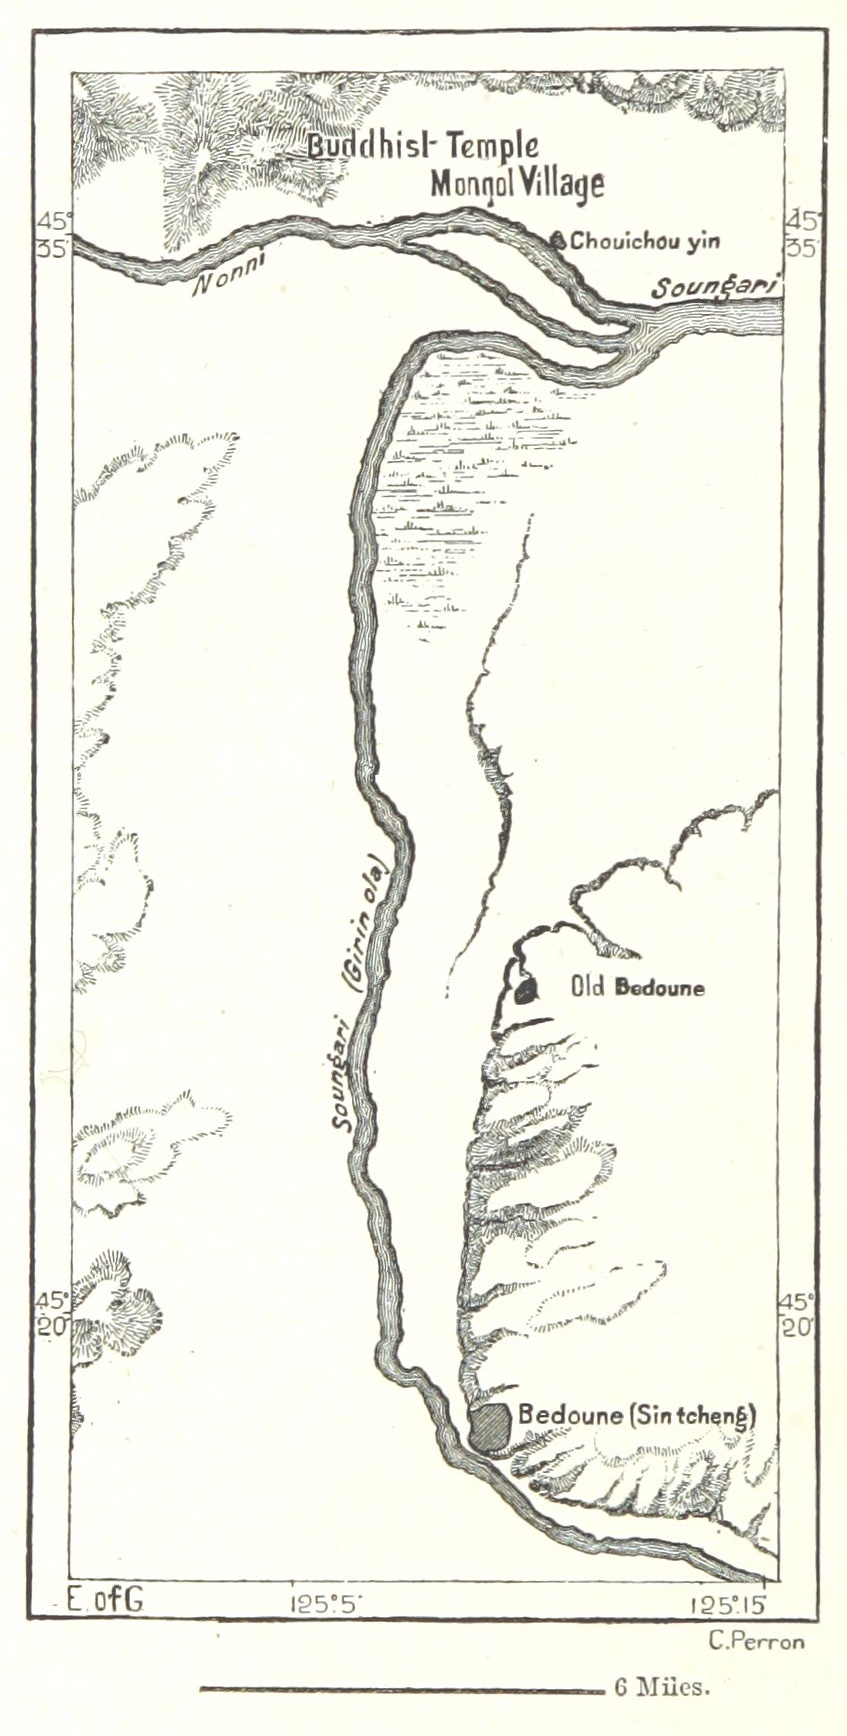 Buddhist Temple
Mongol Village
45°
35'
45°
35'
Chouichou yin
Nonni
Soungari
Soungari (Girin ola)
Old Bedoune
45°
20'
45°
20'
Bedoune (Sin tcheng)
E. of G.
125°.5'
125°.15'
C. Perron
6 Miles.